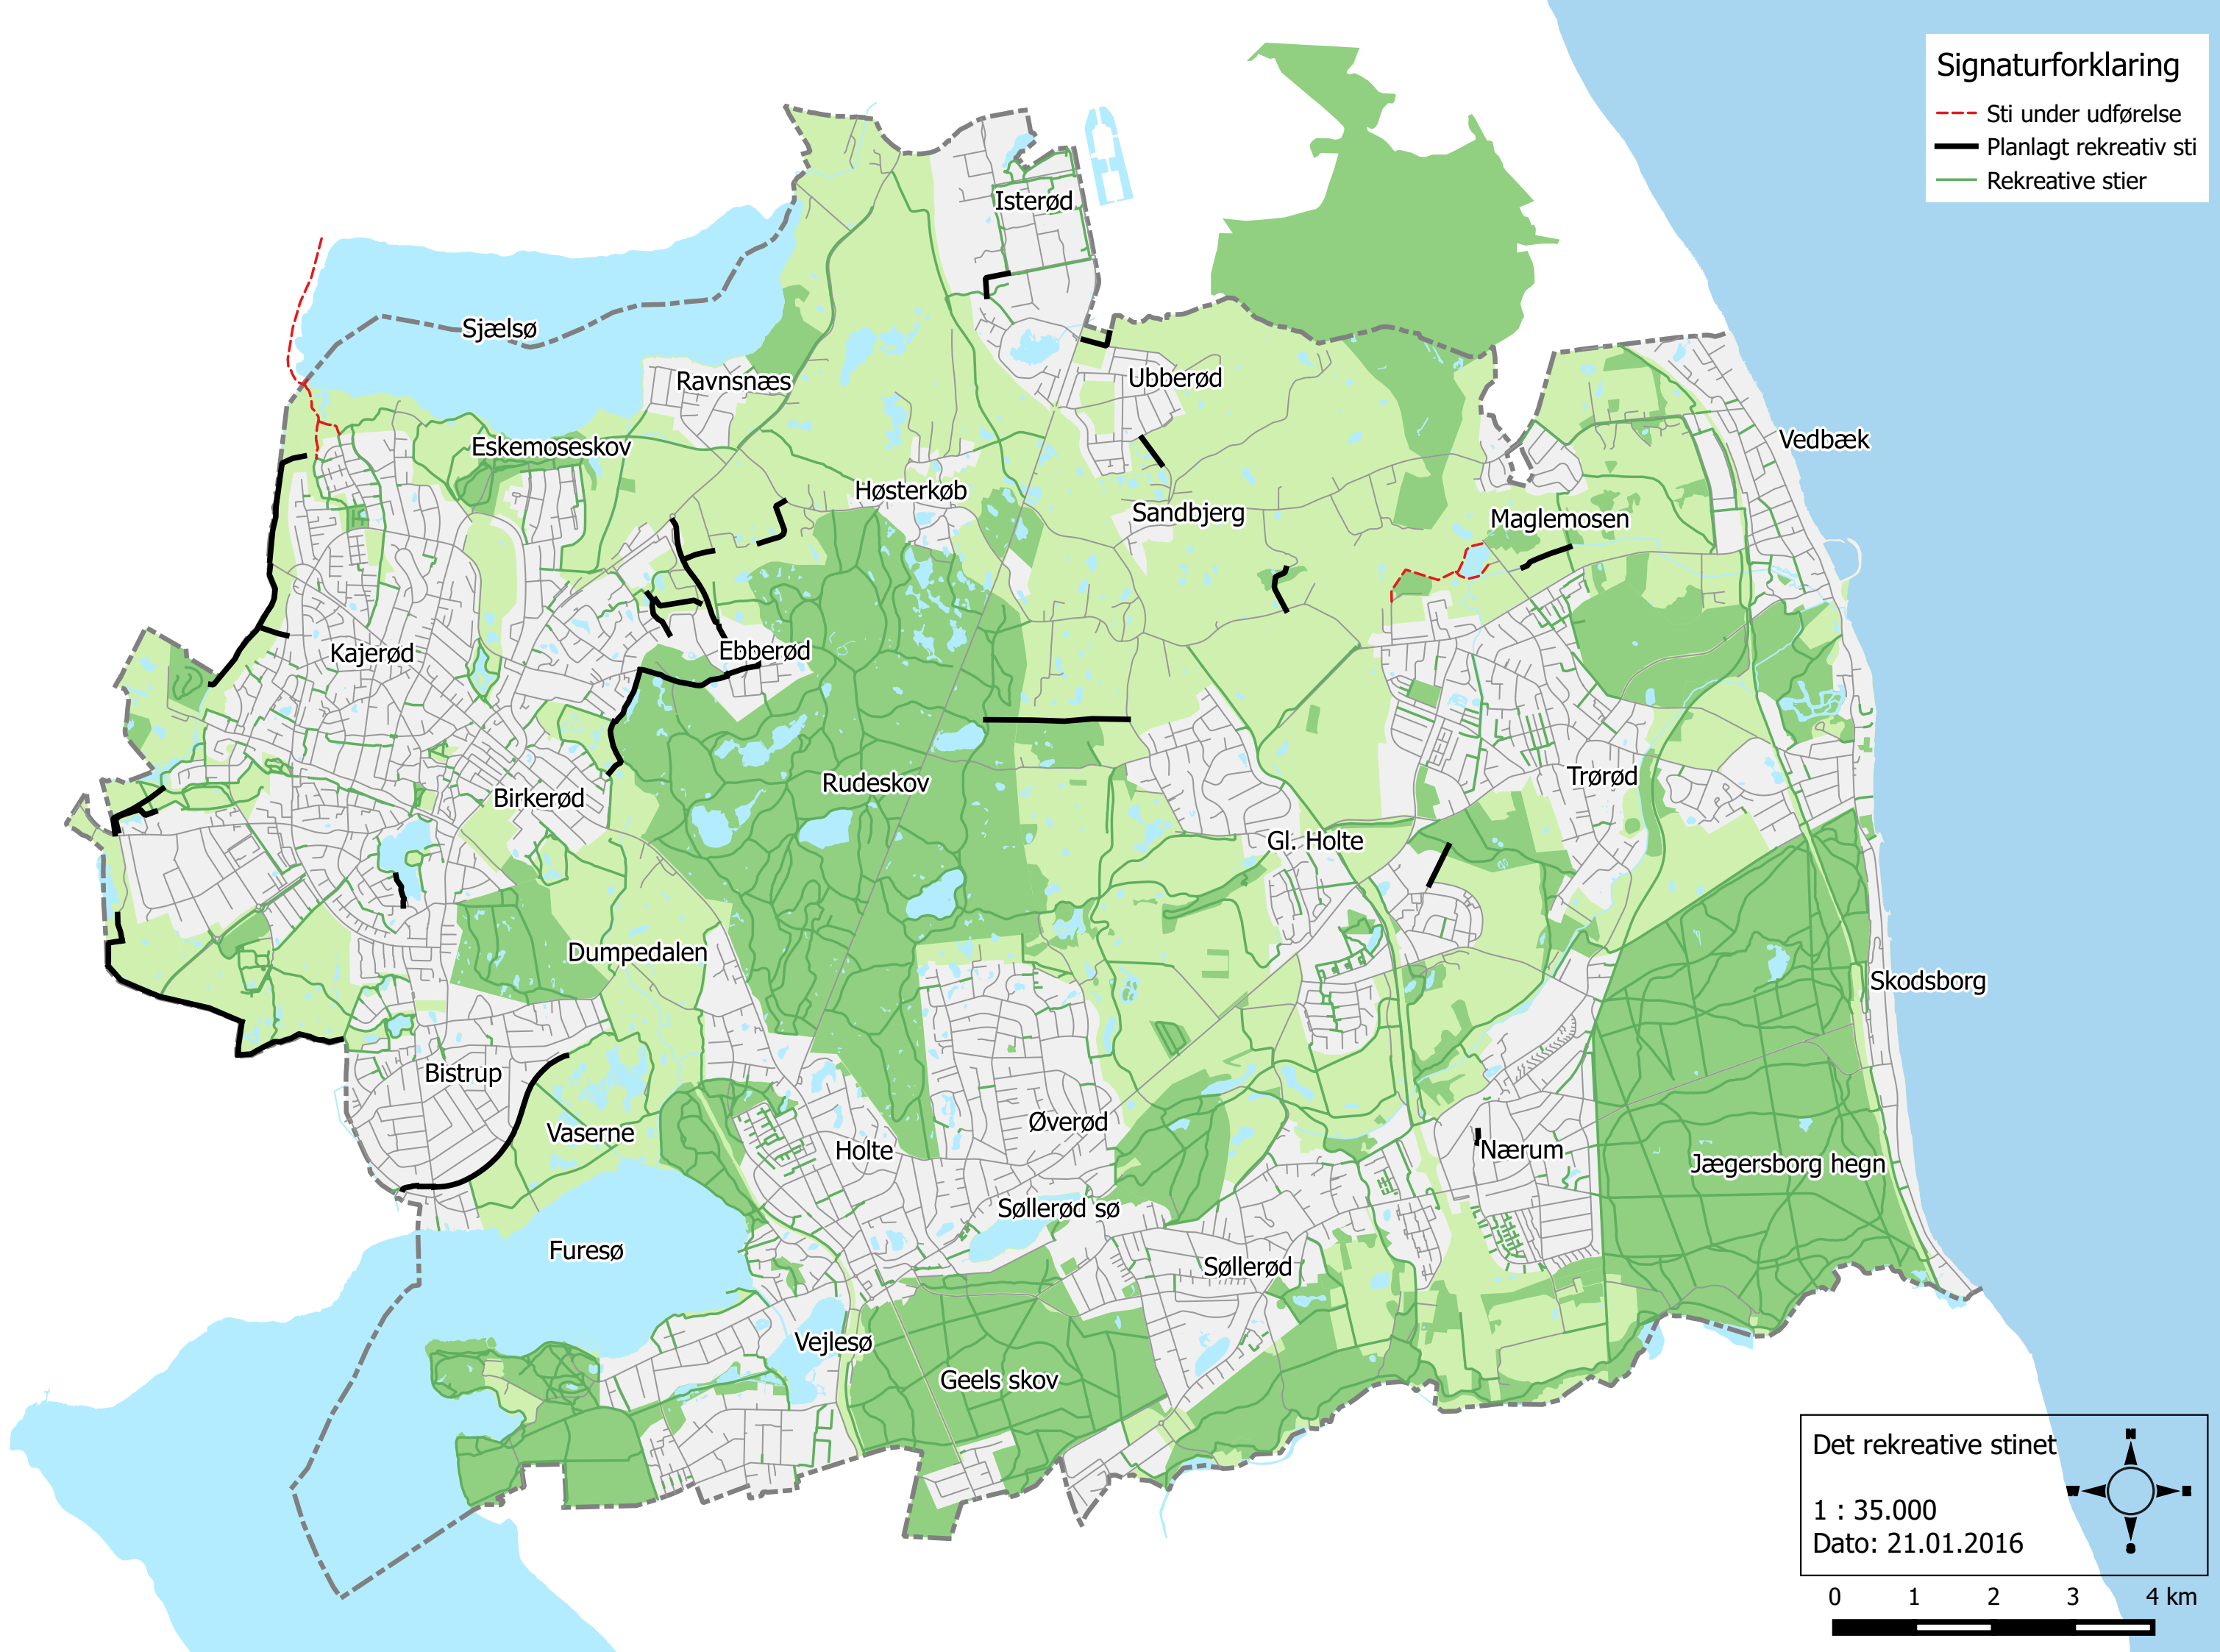 Signaturforklaring
Sti under udførelse
Planlagt rekreativ sti
Rekreative stier
Isterød
Sjælsø
Ravnsnæs
Ubberød
Eskemoseskov
Vedbæk
Høsterkøb
Sandbjerg
Maglemosen
Kajerød
Ebberød
Birkerød
Rudeskov
Trørød
Gl. Holte
Dumpedalen
Skodsborg
Bistrup
Vaserne
Holte
Øverød
Nærum
Jægersborg hegn
Søllerød sø
Furesø
Søllerød
Vejlesø
Geels skov
Det rekreative stinet
1 : 35.000
Dato: 21.01.2016
N
W
E
S
0 1 2 3 4 km